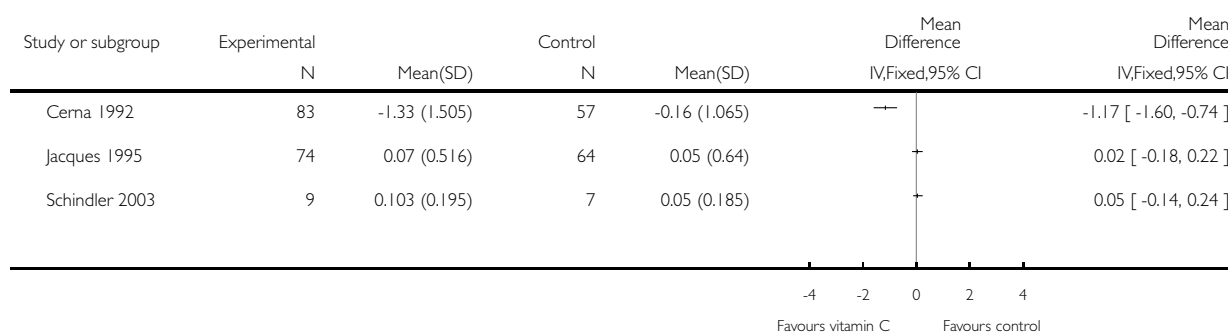 Mean Mean
Study or subgroup Experimental Control Difference Difference
N Mean(SD) N Mean(SD) IV,Fixed,95% CI IV,Fixed,95% CI
Cerna 1992 83 -1.33 (1.505) 57 -0.16 (1.065) -1.17 [ -1.60, -0.74 ]
Jacques 1995 74 0.07 (0.516) 64 0.05 (0.64) 0.02 [ -0.18, 0.22 ]
Schindler 2003 9 0.103 (0.195) 7 0.05 (0.185) 0.05 [ -0.14, 0.24 ]
-4 -2 0 2 4
Favours vitamin C Favours control